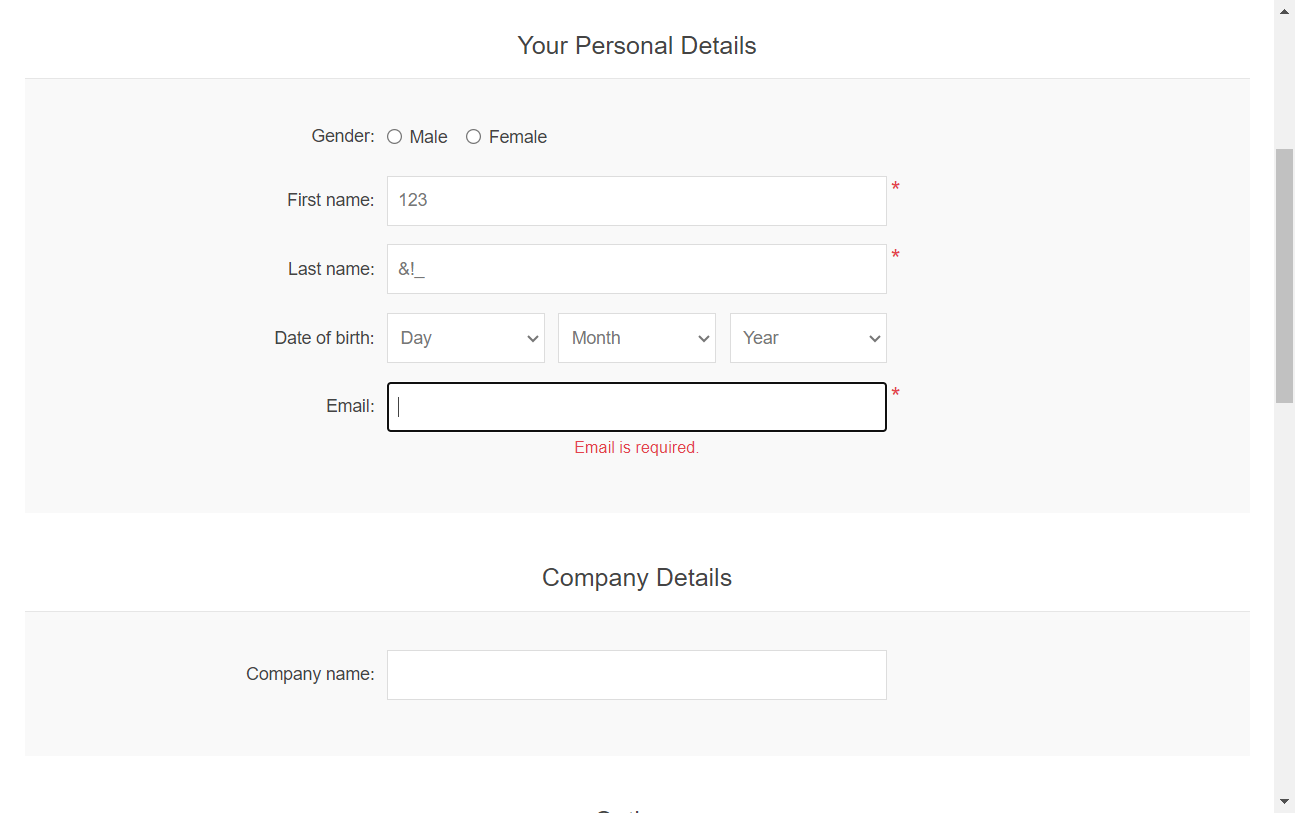 Your Personal Details
Gender: Male Female
First name: 123 *
Last name: &!_ *
Date of birth: Day Month Year
Email: *
Email is required.
Company Details
Company name: